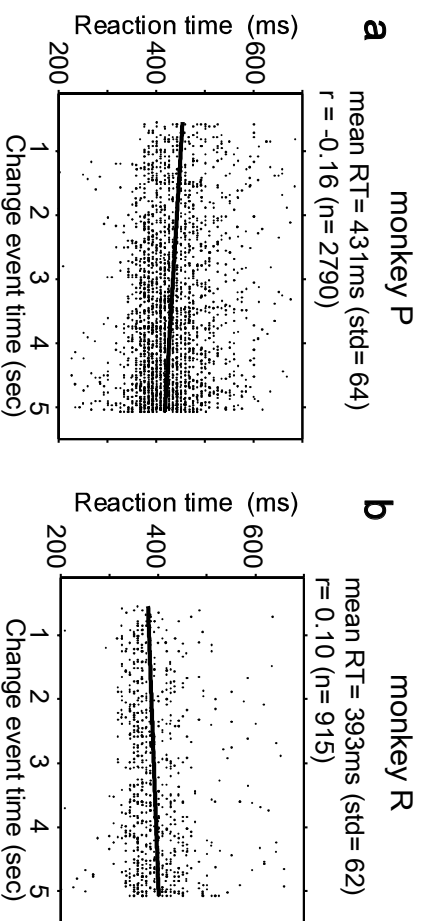 a
monkey P
mean RT= 431ms (std= 64)
r = -0.16 (n= 2790)
Reaction time (ms)
200
400
600
1
2
3
4
5
Change event time (sec)
b
monkey R
mean RT= 393ms (std= 62)
r= 0.10 (n= 915)
Reaction time (ms)
200
400
600
1
2
3
4
5
Change event time (sec)